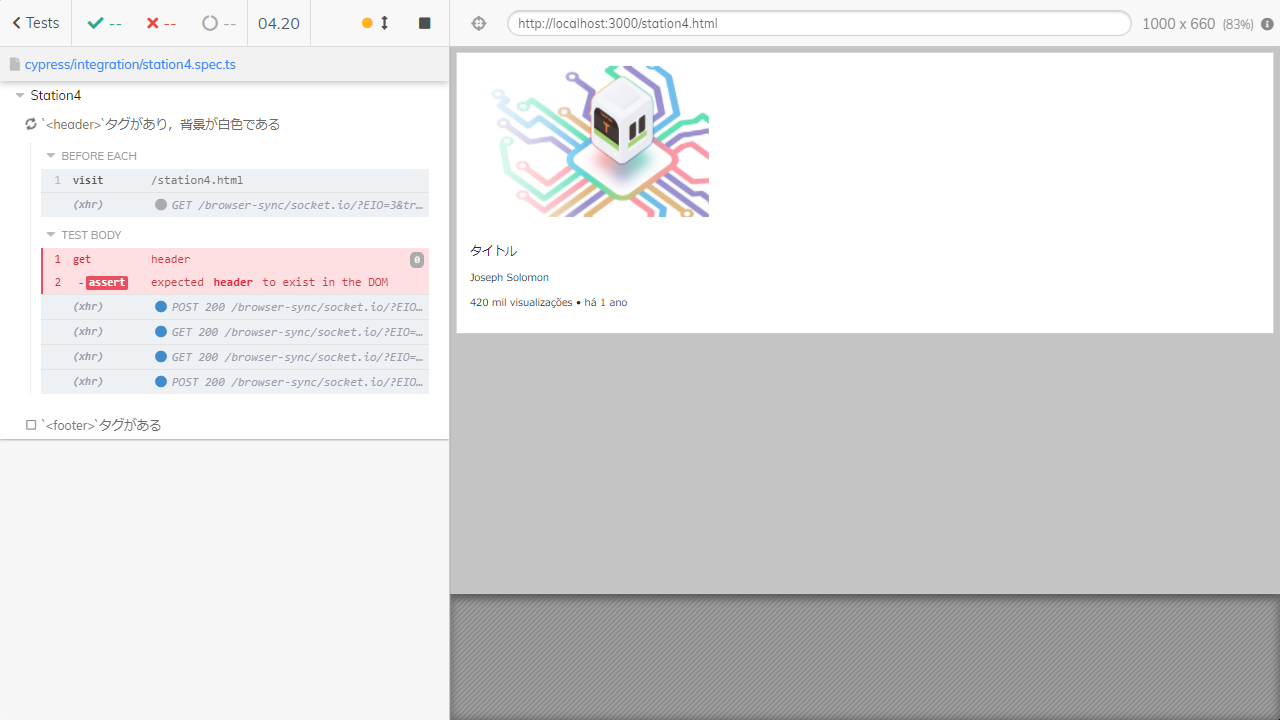 Tests
--
--
--
04.20
http://localhost:3000/station4.html
1000 x 660 (83%)
cypress/integration/station4.spec.ts
Station4
`<header>`タグがあり，背景が白色である
BEFORE EACH
1 visit /station4.html
(xhr) GET /browser-sync/socket.io/?EIO=3&tr…
TEST BODY
1 get header 0
2 -assert expected header to exist in the DOM
(xhr) POST 200 /browser-sync/socket.io/?EIO…
(xhr) GET 200 /browser-sync/socket.io/?EIO=…
(xhr) GET 200 /browser-sync/socket.io/?EIO=…
(xhr) POST 200 /browser-sync/socket.io/?EIO…
`<footer>`タグがある
T
タイトル
Joseph Solomon
420 mil visualizações • há 1 ano